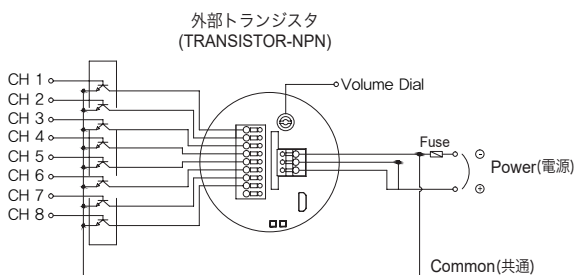 外部トランジスタ
(TRANSISTOR-NPN)
CH 1
CH 2
CH 3
CH 4
CH 5
CH 6
CH 7
CH 8
Volume Dial
Fuse
Power(電源)
Common(共通)